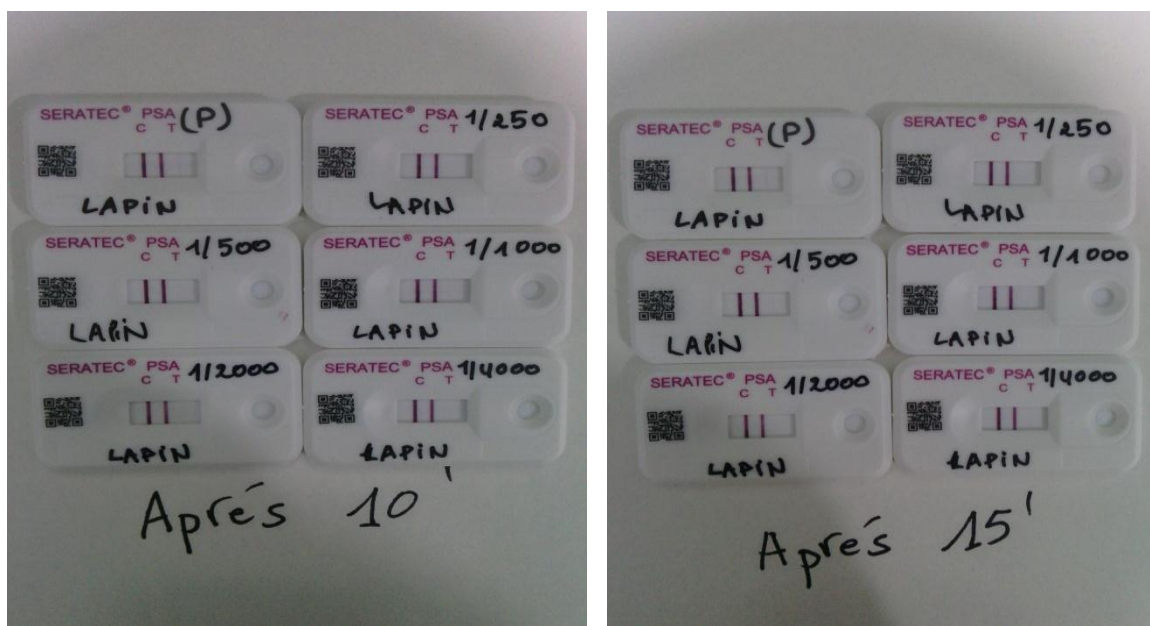 SERATEC® PSA (P)
C T
LAPIN
SERATEC® PSA 1/250
C T
LAPIN
SERATEC® PSA 1/500
C T
LAPIN
SERATEC® PSA 1/1000
C T
LAPIN
SERATEC® PSA 1/2000
C T
LAPIN
SERATEC® PSA 1/4000
C T
LAPIN
Aprés 10'
SERATEC® PSA (P)
C T
LAPIN
SERATEC® PSA 1/250
C T
LAPIN
SERATEC® PSA 1/500
C T
LAPIN
SERATEC® PSA 1/1000
C T
LAPIN
SERATEC® PSA 1/2000
C T
LAPIN
SERATEC® PSA 1/4000
C T
LAPIN
Aprés 15'